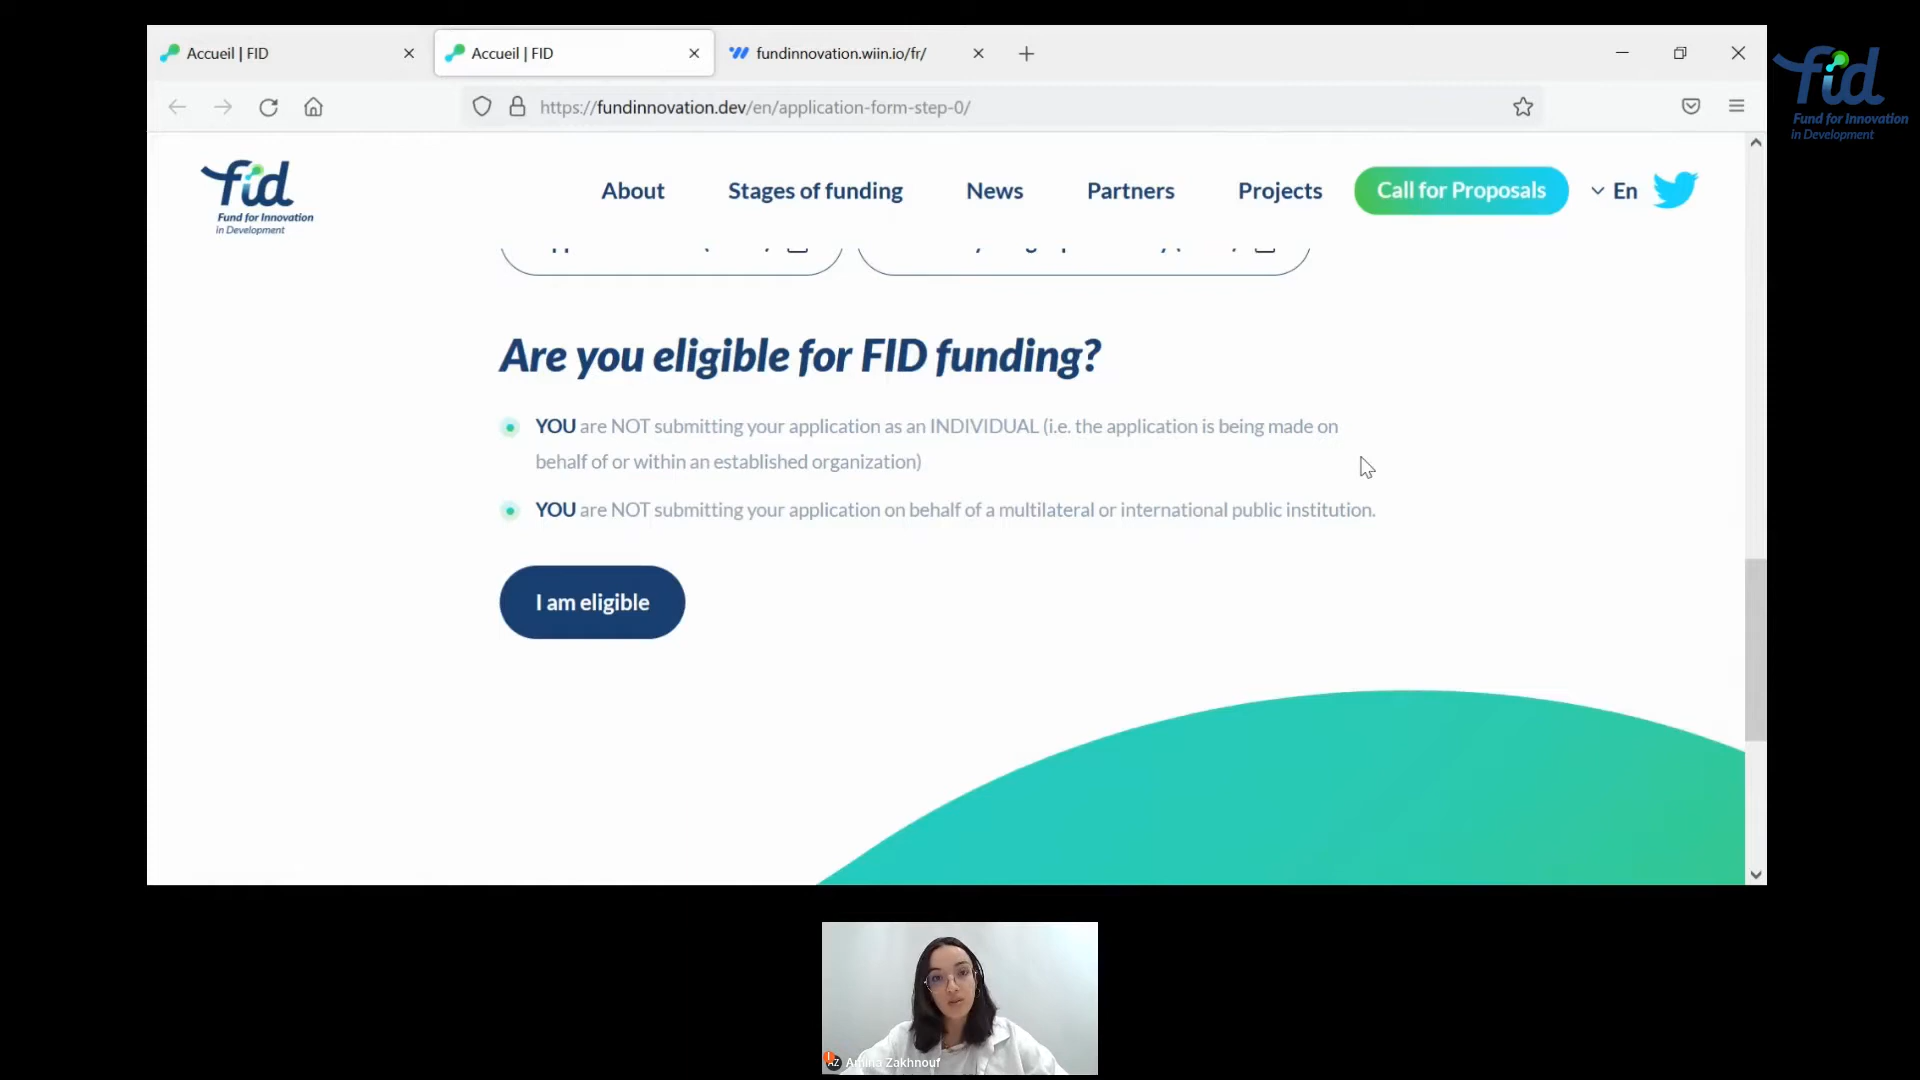 Accueil | FID
Accueil | FID
fundinnovation.wiin.io/fr/
https://fundinnovation.dev/en/application-form-step-0/
fid
Fund for Innovation
in Development
fid
Fund for Innovation
in Development
About
Stages of funding
News
Partners
Projects
Call for Proposals
En
Are you eligible for FID funding?
YOU are NOT submitting your application as an INDIVIDUAL (i.e. the application is being made on
behalf of or within an established organization)
YOU are NOT submitting your application on behalf of a multilateral or international public institution.
I am eligible
AZ
Amina Zakhnouf